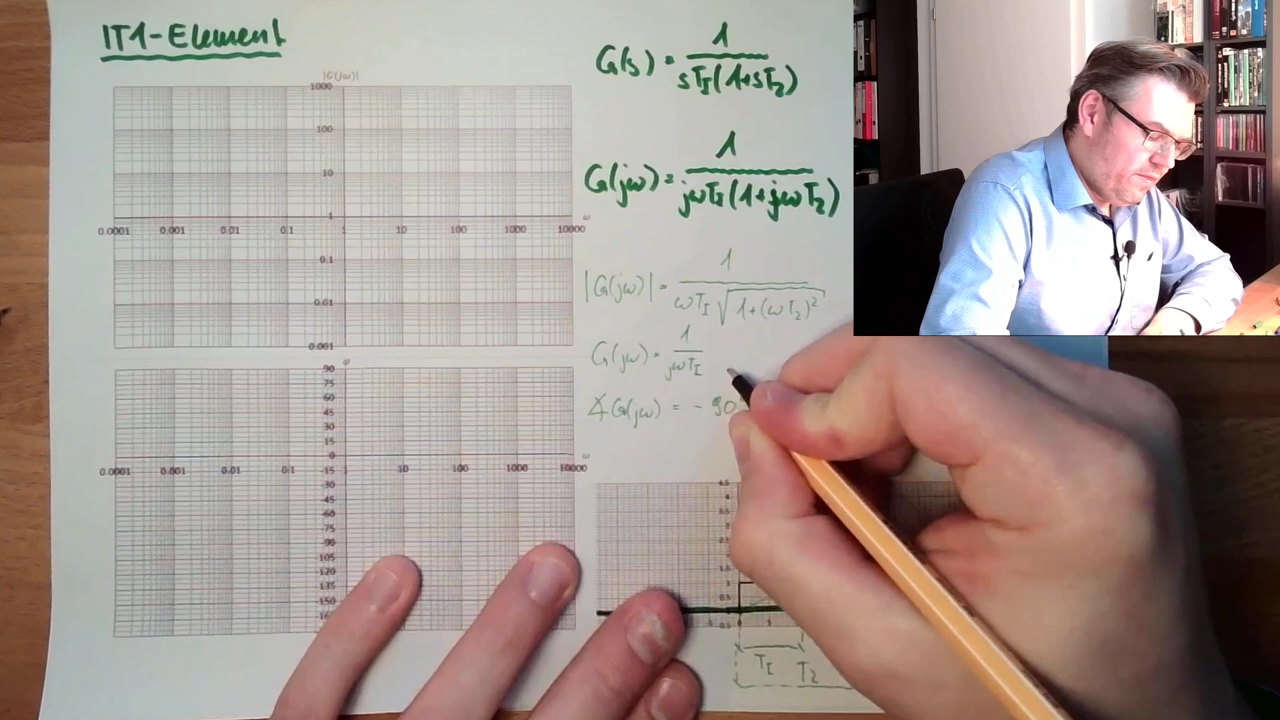 IT1-Element
G(s) = 1 / sT_I(1+sT_2)
G(jω) = 1 / jωT_I(1+jωT_2)
|G(jω)| = 1 / ωT_I √1+(ωT_2)²
G(jω) = 1 / jωT_I
∡G(jω) = - 90
|G(jω)|
1000
100
10
1
ω
0.0001 0.001 0.01 0.1 1 10 100 1000 10000
0.1
0.01
0.001
φ
90
75
60
45
30
15
0
ω
0.0001 0.001 0.01 0.1 -15 1 10 100 1000 10000
-30
-45
-60
-75
-90
105
120
135
150
4.5
T_I T_2